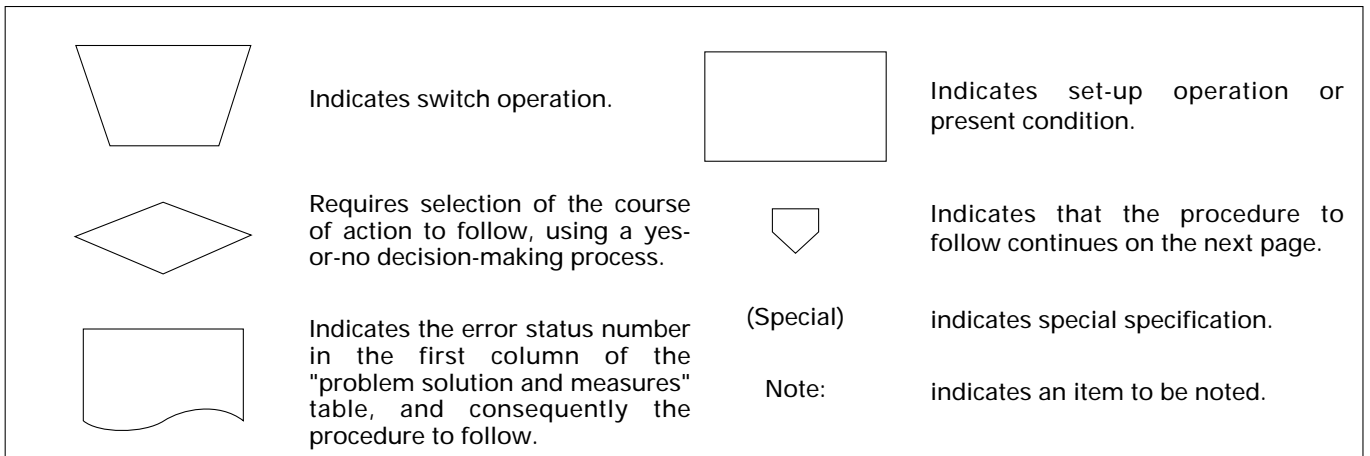 Indicates switch operation.
Requires selection of the course
of action to follow, using a yes-
or-no decision-making process.
Indicates the error status number
in the first column of the
"problem solution and measures"
table, and consequently the
procedure to follow.
Indicates set-up operation or
present condition.
Indicates that the procedure to
follow continues on the next page.
(Special) indicates special specification.
Note: indicates an item to be noted.